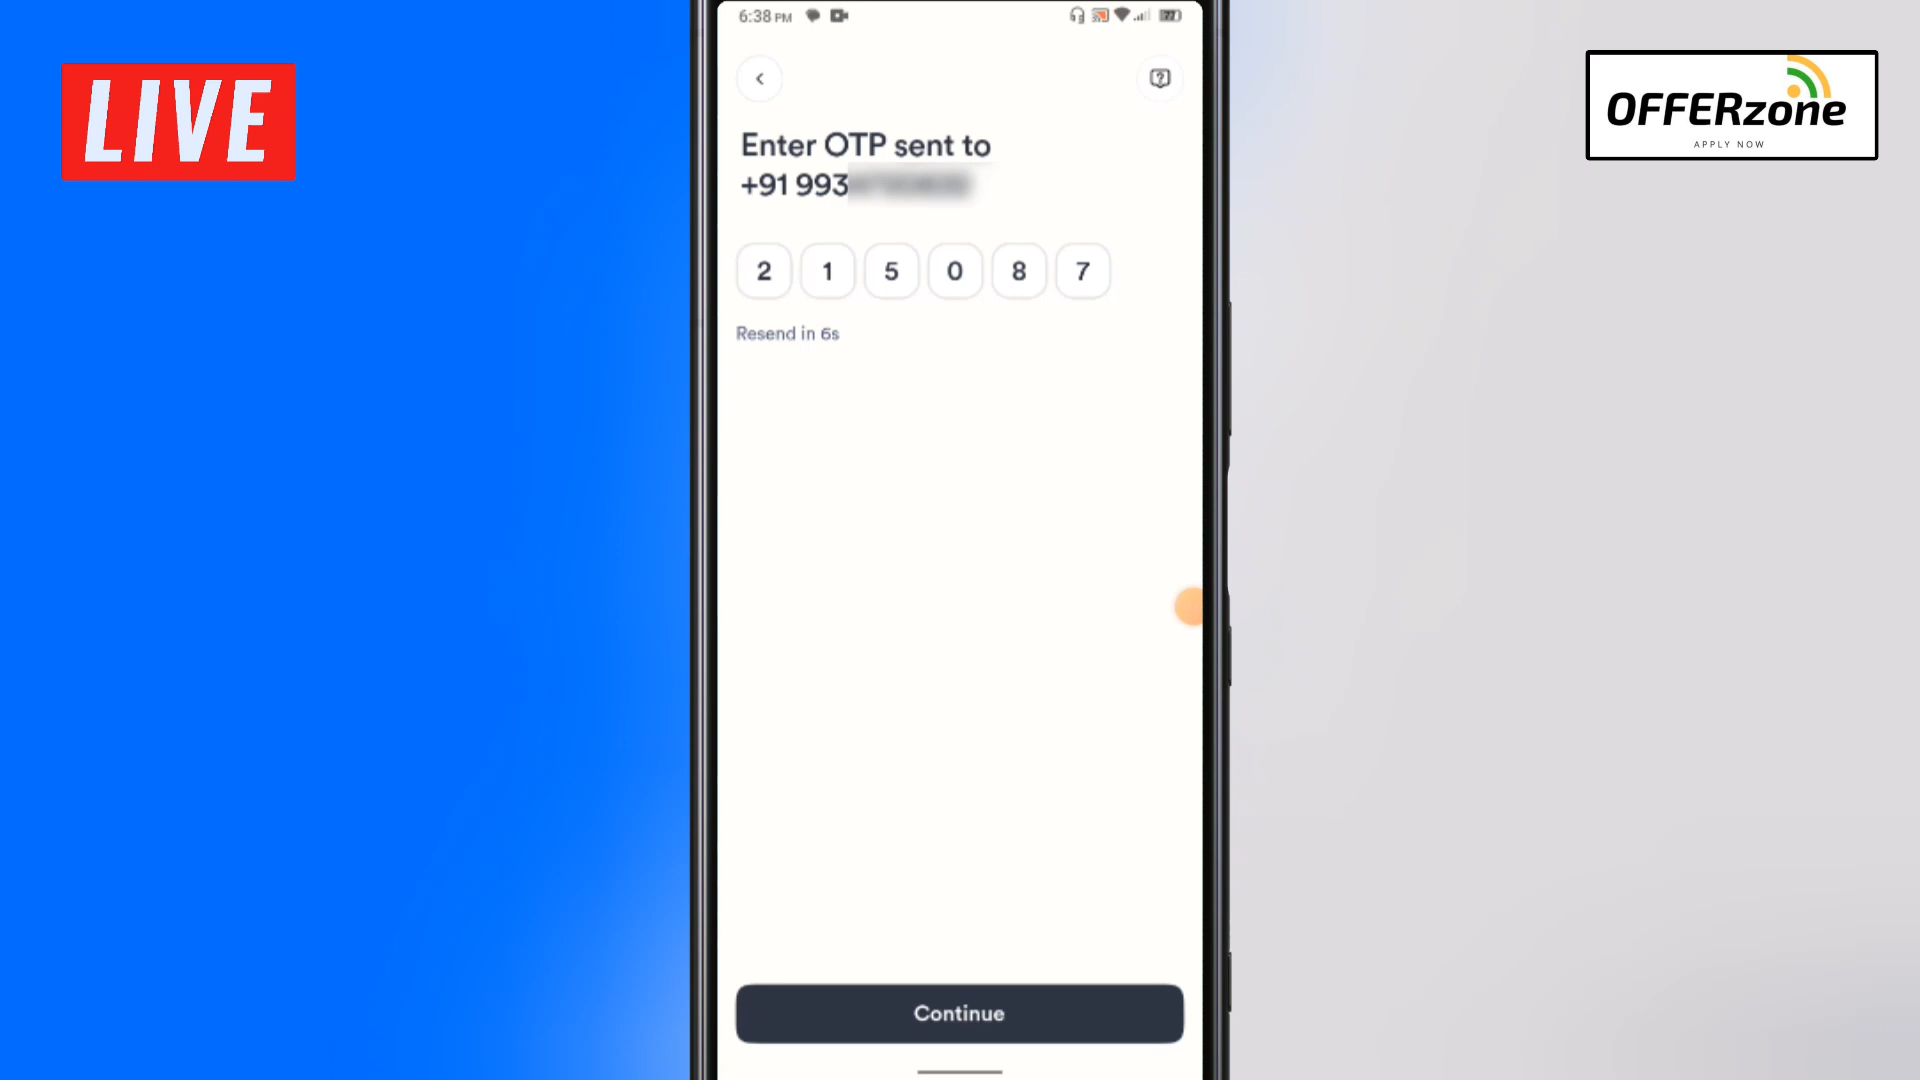 LIVE
6:38 PM
77
OFFERzone
APPLY NOW
Enter OTP sent to
+91 993
2 1 5 0 8 7
Resend in 6s
Continue